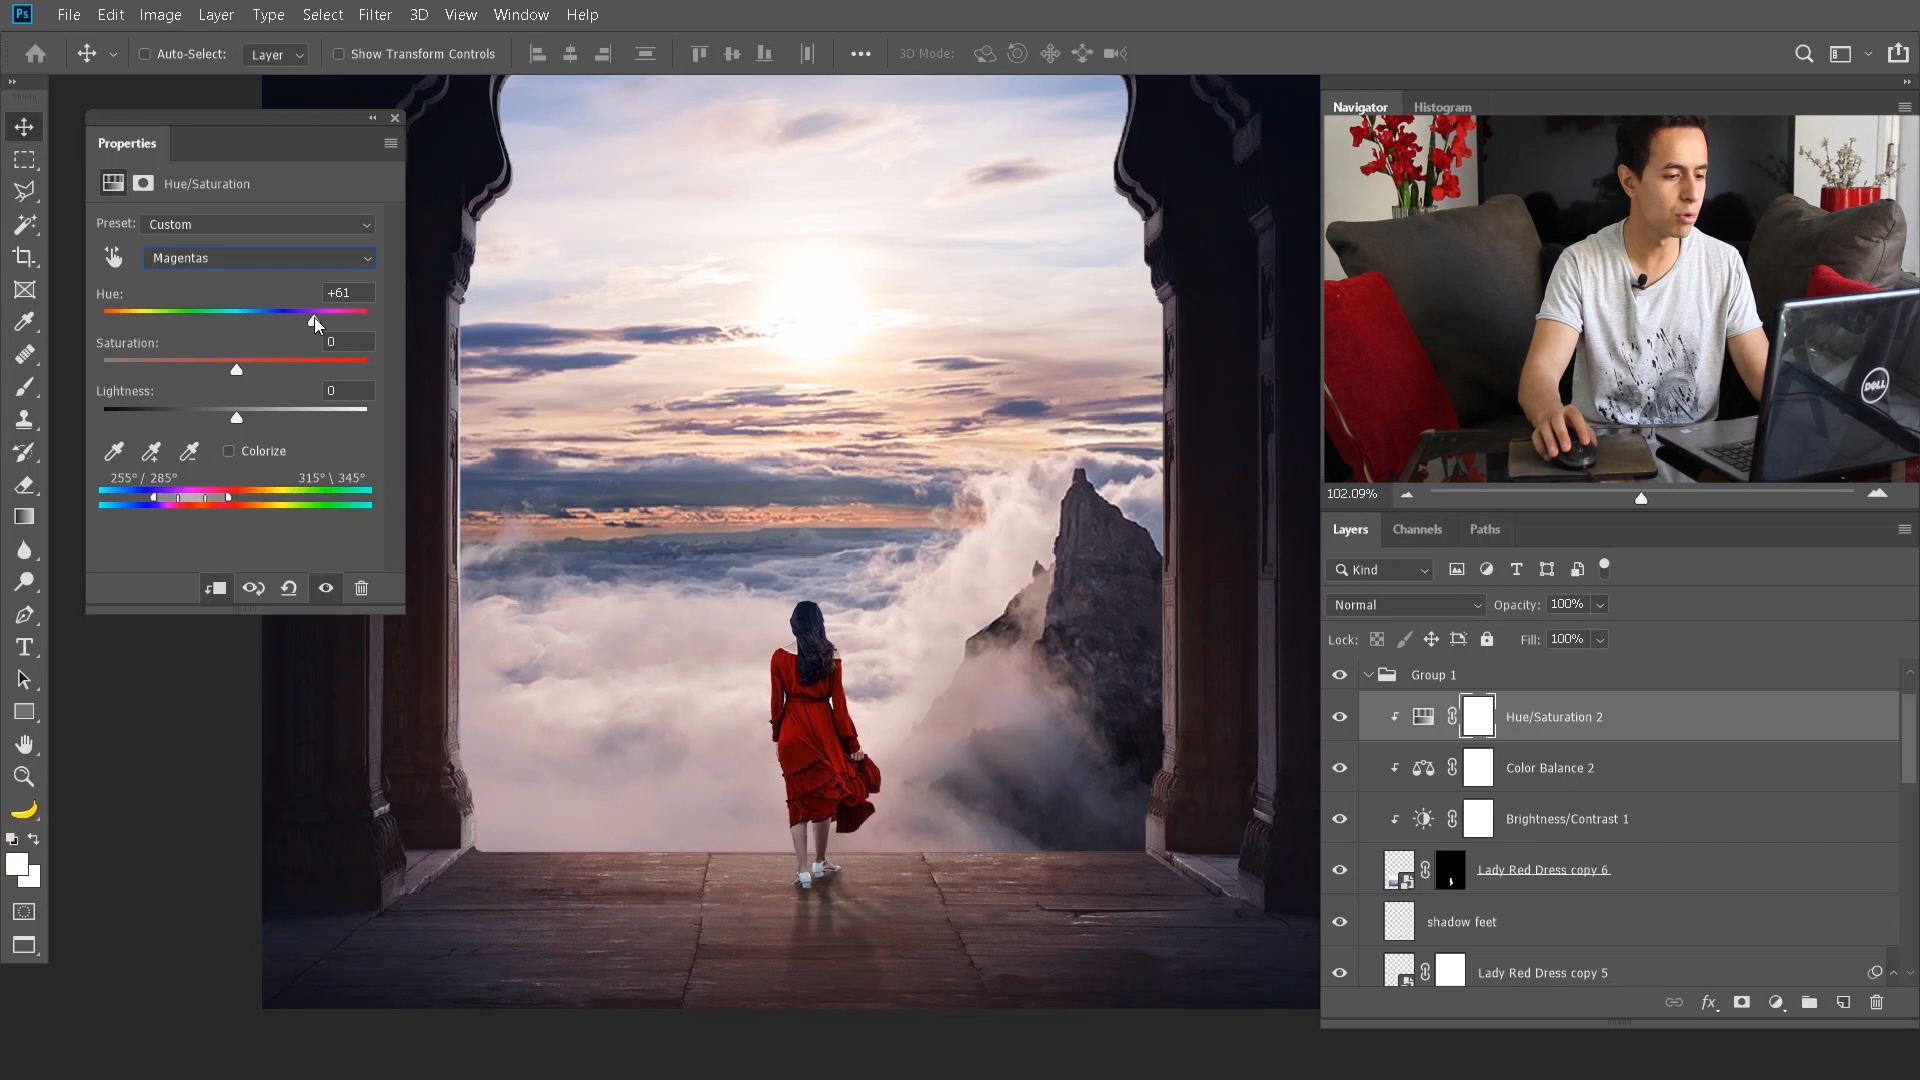 Ps File Edit Image Layer Type Select Filter 3D View Window Help
Auto-Select: Layer Show Transform Controls 3D Mode:
Properties
Hue/Saturation
Preset: Custom
Magentas
Hue: +61
Saturation: 0
Lightness: 0
Colorize
255°/ 285° 315°\ 345°
Navigator Histogram
DELL
102.09%
Layers Channels Paths
Kind
Normal Opacity: 100%
Lock: Fill: 100%
Group 1
Hue/Saturation 2
Color Balance 2
Brightness/Contrast 1
Lady Red Dress copy 6
shadow feet
Lady Red Dress copy 5